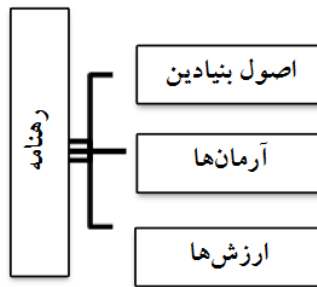 رهنامه
اصول بنیادین
آرمان‌ها
ارزش‌ها